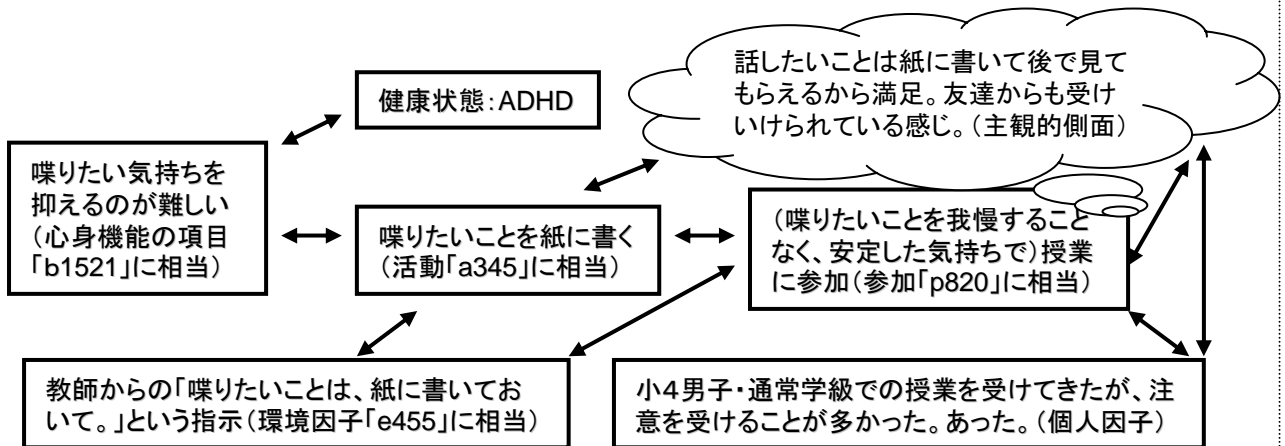 話したいことは紙に書いて後で見て
もらえるから満足。友達からも受け
いけられている感じ。（主観的側面）
健康状態：ADHD
喋りたい気持ちを
抑えるのが難しい
（心身機能の項目
「b1521」に相当）
喋りたいことを紙に書く
（活動「a345」に相当）
（喋りたいことを我慢すること
なく、安定した気持ちで）授業
に参加（参加「p820」に相当）
教師からの「喋りたいことは、紙に書いてお
いて。」という指示（環境因子「e455」に相当）
小４男子・通常学級での授業を受けてきたが、注
意を受けることが多かった。あった。（個人因子）